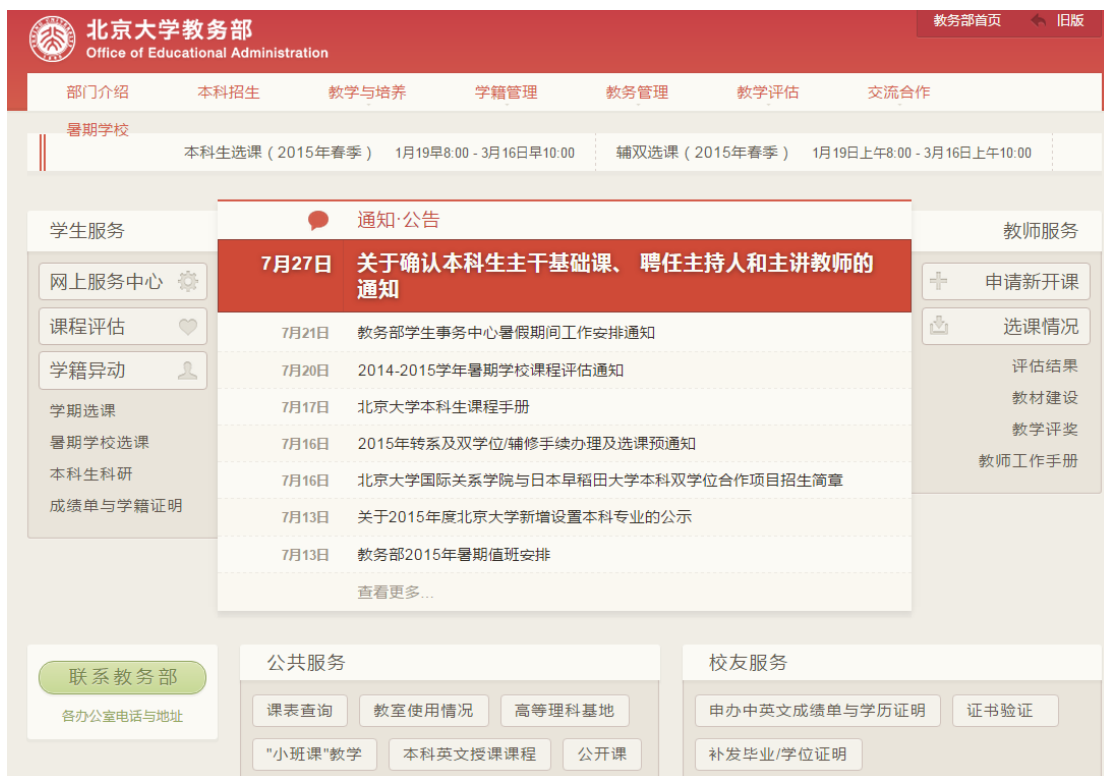 北京大学教务部
Office of Educational Administration
教务部首页 旧版
部门介绍 本科招生 教学与培养 学籍管理 教务管理 教学评估 交流合作
暑期学校
本科生选课（2015年春季） 1月19早8:00 - 3月16日早10:00 辅双选课（2015年春季） 1月19日上午8:00 - 3月16日上午10:00
学生服务
网上服务中心
课程评估
学籍异动
学期选课
暑期学校选课
本科生科研
成绩单与学籍证明
通知·公告
7月27日 关于确认本科生主干基础课、 聘任主持人和主讲教师的
通知
7月21日 教务部学生事务中心暑假期间工作安排通知
7月20日 2014-2015学年暑期学校课程评估通知
7月17日 北京大学本科生课程手册
7月16日 2015年转系及双学位/辅修手续办理及选课预通知
7月16日 北京大学国际关系学院与日本早稻田大学本科双学位合作项目招生简章
7月13日 关于2015年度北京大学新增设置本科专业的公示
7月13日 教务部2015年暑期值班安排
查看更多...
教师服务
申请新开课
选课情况
评估结果
教材建设
教学评奖
教师工作手册
联系教务部
各办公室电话与地址
公共服务
课表查询 教室使用情况 高等理科基地
"小班课"教学 本科英文授课课程 公开课
校友服务
申办中英文成绩单与学历证明 证书验证
补发毕业/学位证明